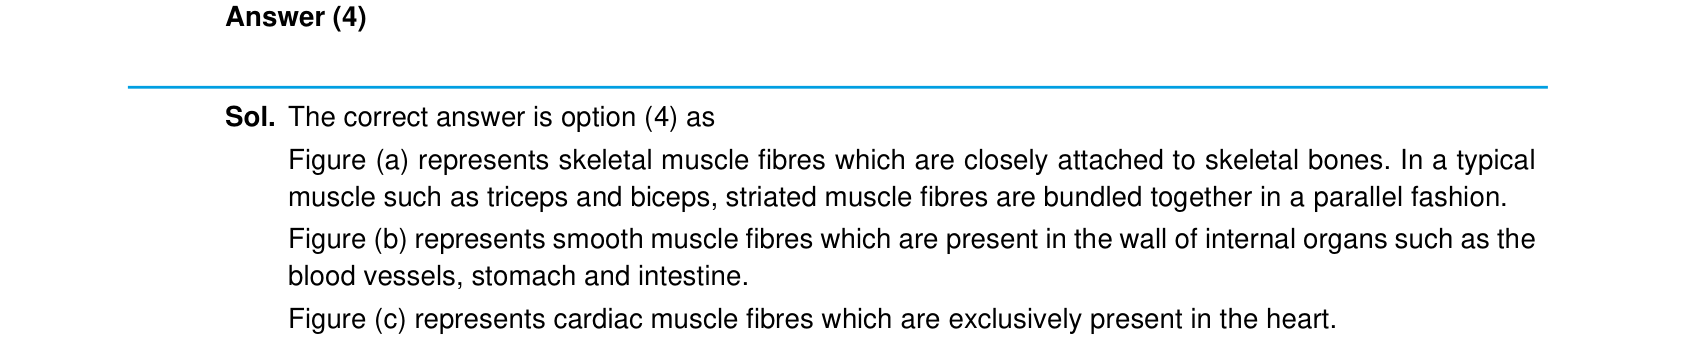 Answer (4)
Sol. The correct answer is option (4) as
Figure (a) represents skeletal muscle fibres which are closely attached to skeletal bones. In a typical
muscle such as triceps and biceps, striated muscle fibres are bundled together in a parallel fashion.
Figure (b) represents smooth muscle fibres which are present in the wall of internal organs such as the
blood vessels, stomach and intestine.
Figure (c) represents cardiac muscle fibres which are exclusively present in the heart.